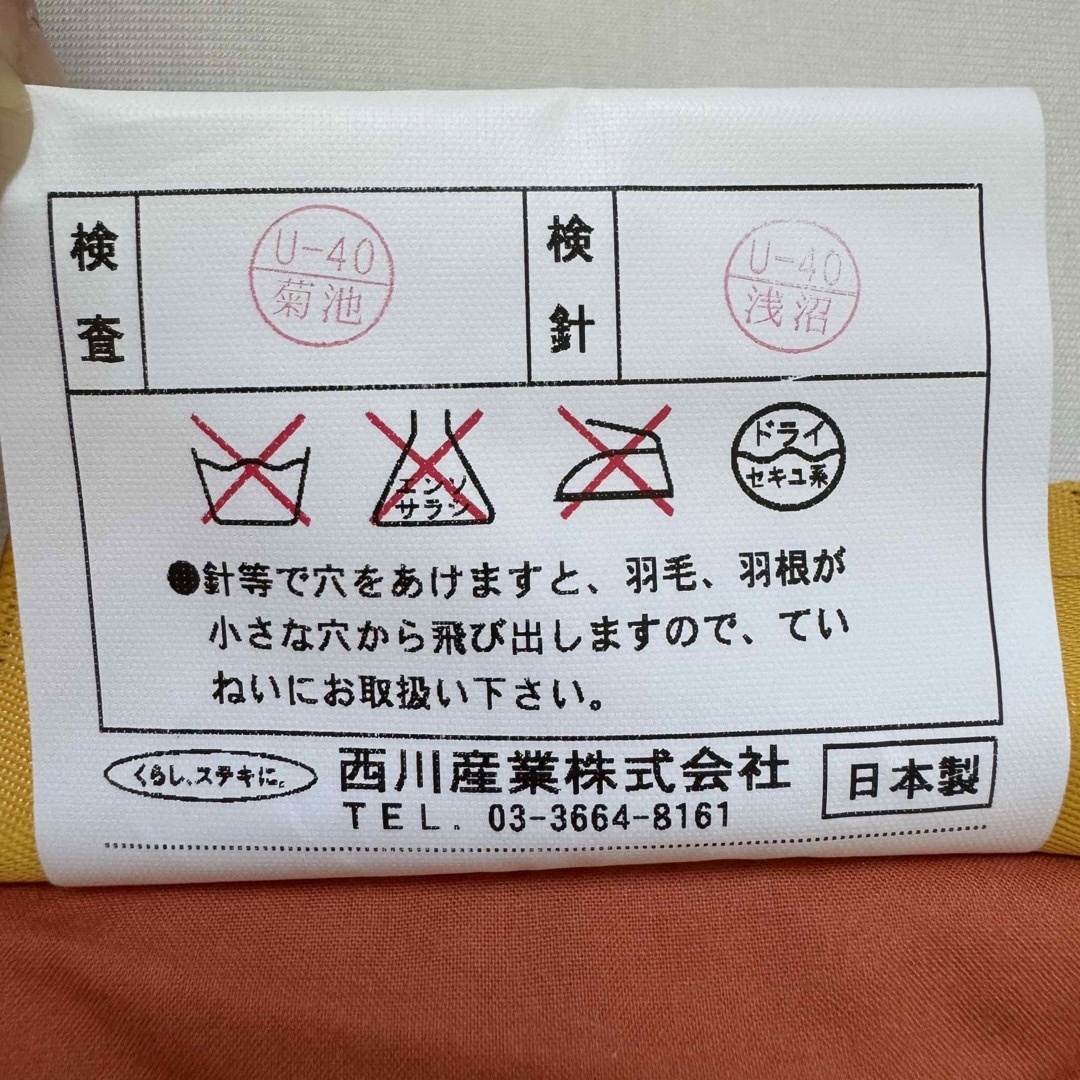 検査
U-40
菊池
検針
U-40
浅沼
エンソ
サラシ
ドライ
セキユ系
●針等で穴をあけますと、羽毛、羽根が
小さな穴から飛び出しますので、てい
ねいにお取扱い下さい。
くらし、ステキに。
西川産業株式会社
TEL. 03-3664-8161
日本製